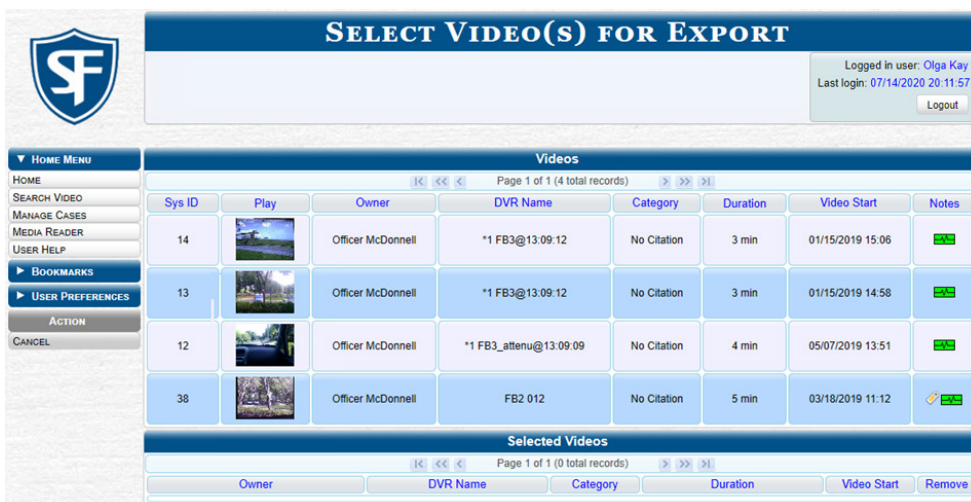 SELECT VIDEO(S) FOR EXPORT
SF
Logged in user: Olga Kay
Last login: 07/14/2020 20:11:57
Logout
▼ HOME MENU
HOME
SEARCH VIDEO
MANAGE CASES
MEDIA READER
USER HELP
► BOOKMARKS
► USER PREFERENCES
ACTION
CANCEL
Videos
|< << < Page 1 of 1 (4 total records) > >> >|
Sys ID Play Owner DVR Name Category Duration Video Start Notes
14 Officer McDonnell *1 FB3@13:09:12 No Citation 3 min 01/15/2019 15:06
13 Officer McDonnell *1 FB3@13:09:12 No Citation 3 min 01/15/2019 14:58
12 Officer McDonnell *1 FB3_attenu@13:09:09 No Citation 4 min 05/07/2019 13:51
38 Officer McDonnell FB2 012 No Citation 5 min 03/18/2019 11:12
Selected Videos
|< << < Page 1 of 1 (0 total records) > >> >|
Owner DVR Name Category Duration Video Start Remove